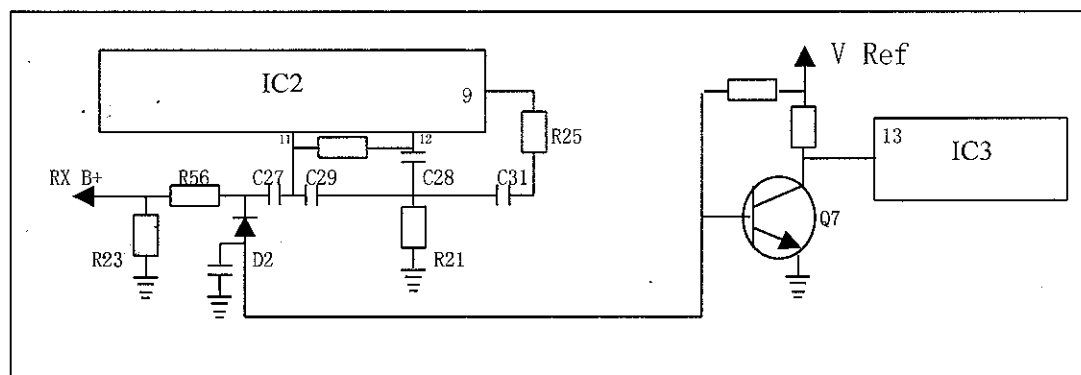 V Ref
IC2
9
11
12
R25
13
IC3
RX B+
R56
C27
C29
C28
C31
Q7
R23
D2
R21